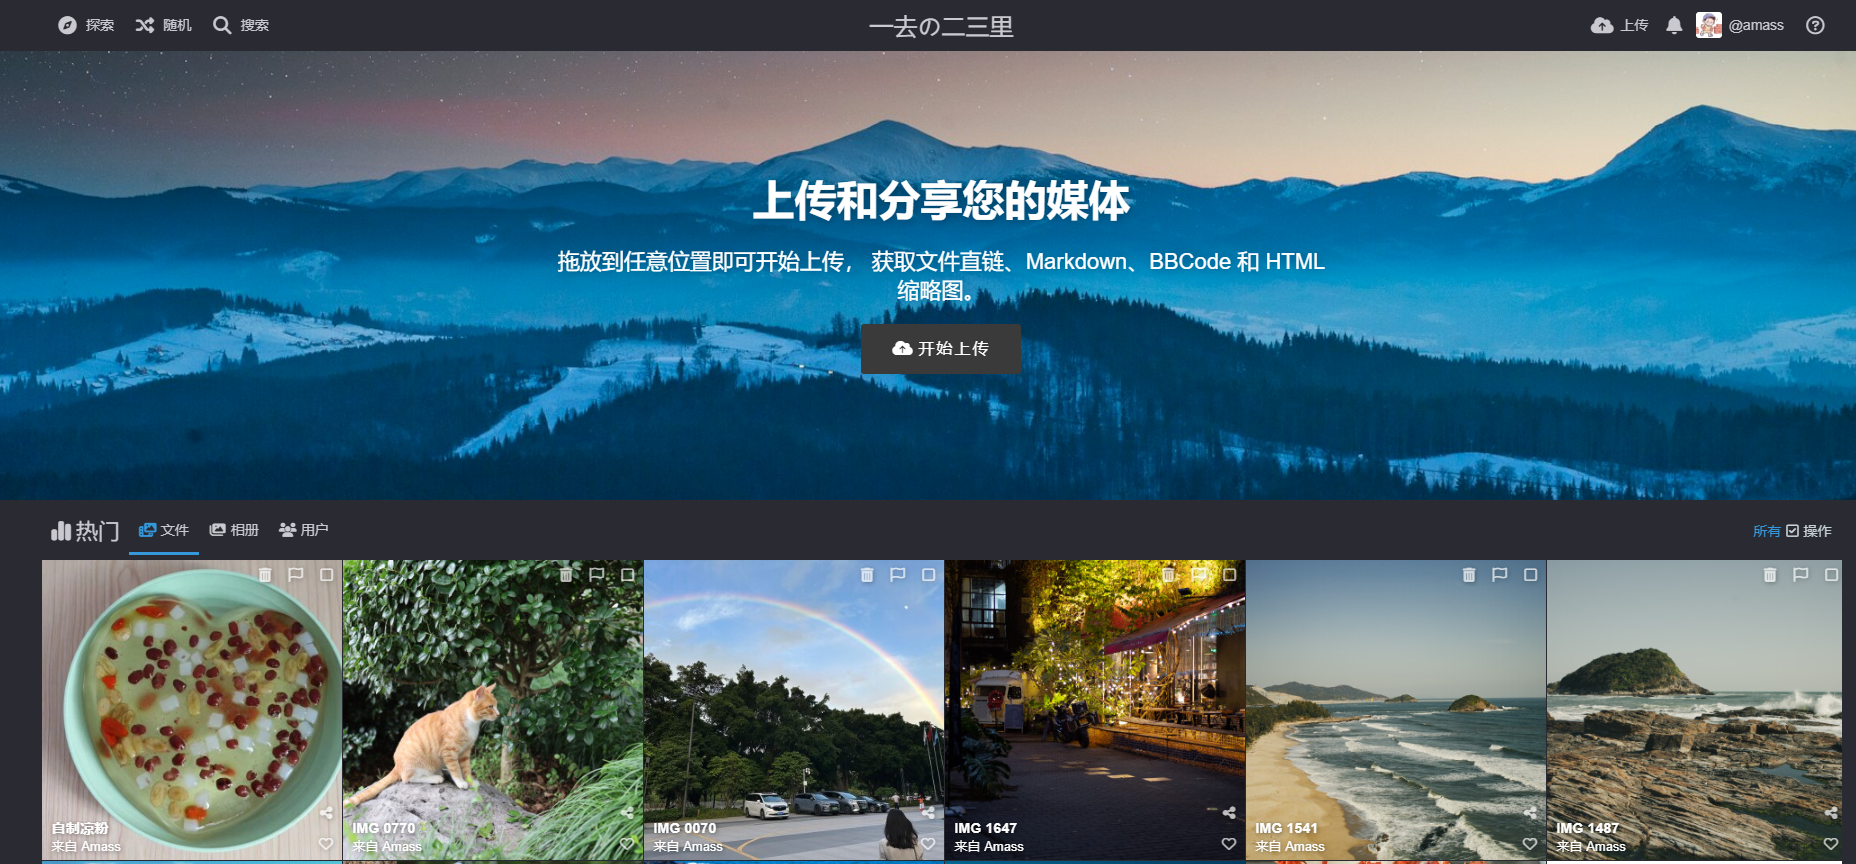 探索 随机 搜索 一去の二三里 上传 @amass
上传和分享您的媒体
拖放到任意位置即可开始上传， 获取文件直链、Markdown、BBCode 和 HTML
缩略图。
开始上传
热门 文件 相册 用户 所有 操作
自制凉粉
来自 Amass
IMG 0770
来自 Amass
IMG 0070
来自 Amass
IMG 1647
来自 Amass
IMG 1541
来自 Amass
IMG 1487
来自 Amass